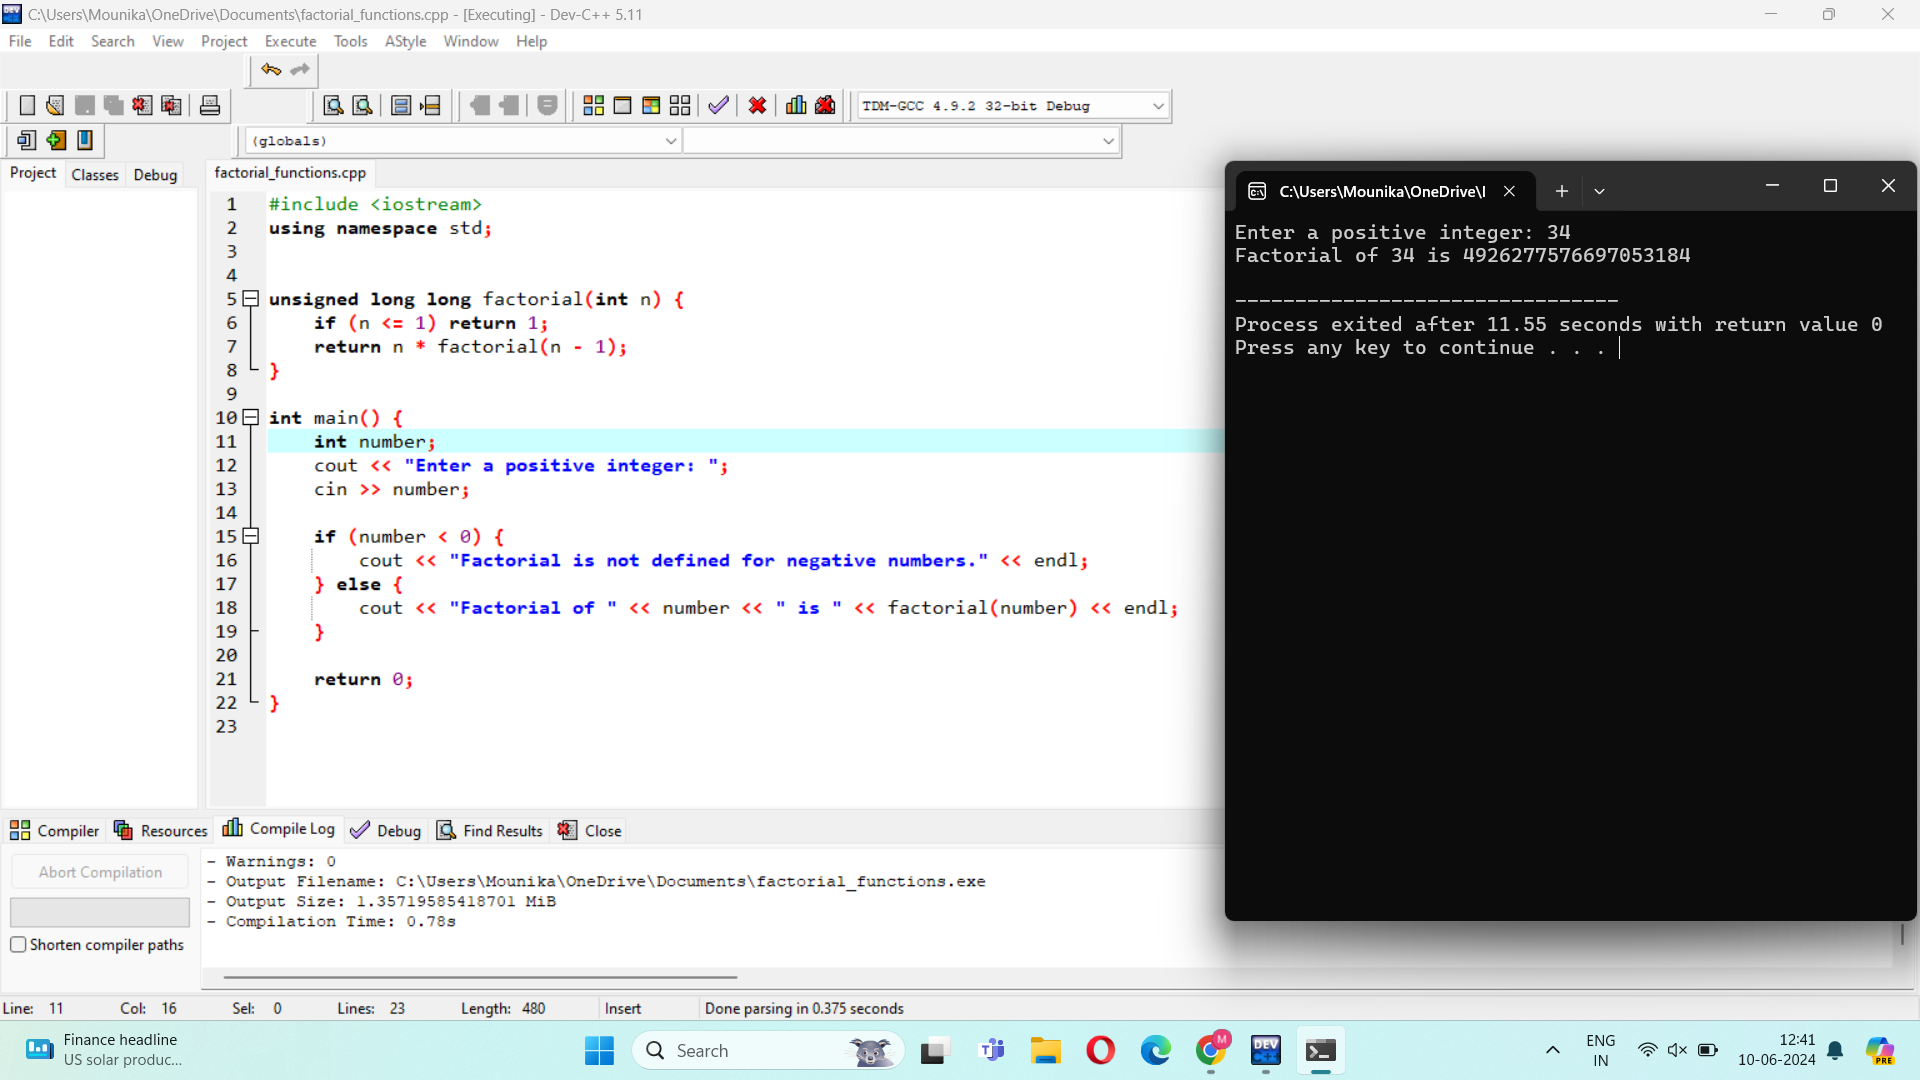 C:\Users\Mounika\OneDrive\Documents\factorial_functions.cpp - [Executing] - Dev-C++ 5.11
File Edit Search View Project Execute Tools AStyle Window Help
TDM-GCC 4.9.2 32-bit Debug
(globals)
Project Classes Debug
factorial_functions.cpp
1 #include <iostream>
2 using namespace std;
3
4
5 unsigned long long factorial(int n) {
6 if (n <= 1) return 1;
7 return n * factorial(n - 1);
8 }
9
10 int main() {
11 int number;
12 cout << "Enter a positive integer: ";
13 cin >> number;
14
15 if (number < 0) {
16 cout << "Factorial is not defined for negative numbers." << endl;
17 } else {
18 cout << "Factorial of " << number << " is " << factorial(number) << endl;
19 }
20
21 return 0;
22 }
23
C:\Users\Mounika\OneDrive\I
Enter a positive integer: 34
Factorial of 34 is 4926277576697053184
--------------------------------
Process exited after 11.55 seconds with return value 0
Press any key to continue . . .
Compiler Resources Compile Log Debug Find Results Close
Abort Compilation
Shorten compiler paths
- Warnings: 0
- Output Filename: C:\Users\Mounika\OneDrive\Documents\factorial_functions.exe
- Output Size: 1.35719585418701 MiB
- Compilation Time: 0.78s
Line: 11 Col: 16 Sel: 0 Lines: 23 Length: 480 Insert Done parsing in 0.375 seconds
Finance headline
US solar produc...
Search
M
DEV
C++
ENG
IN
12:41
10-06-2024
PRE